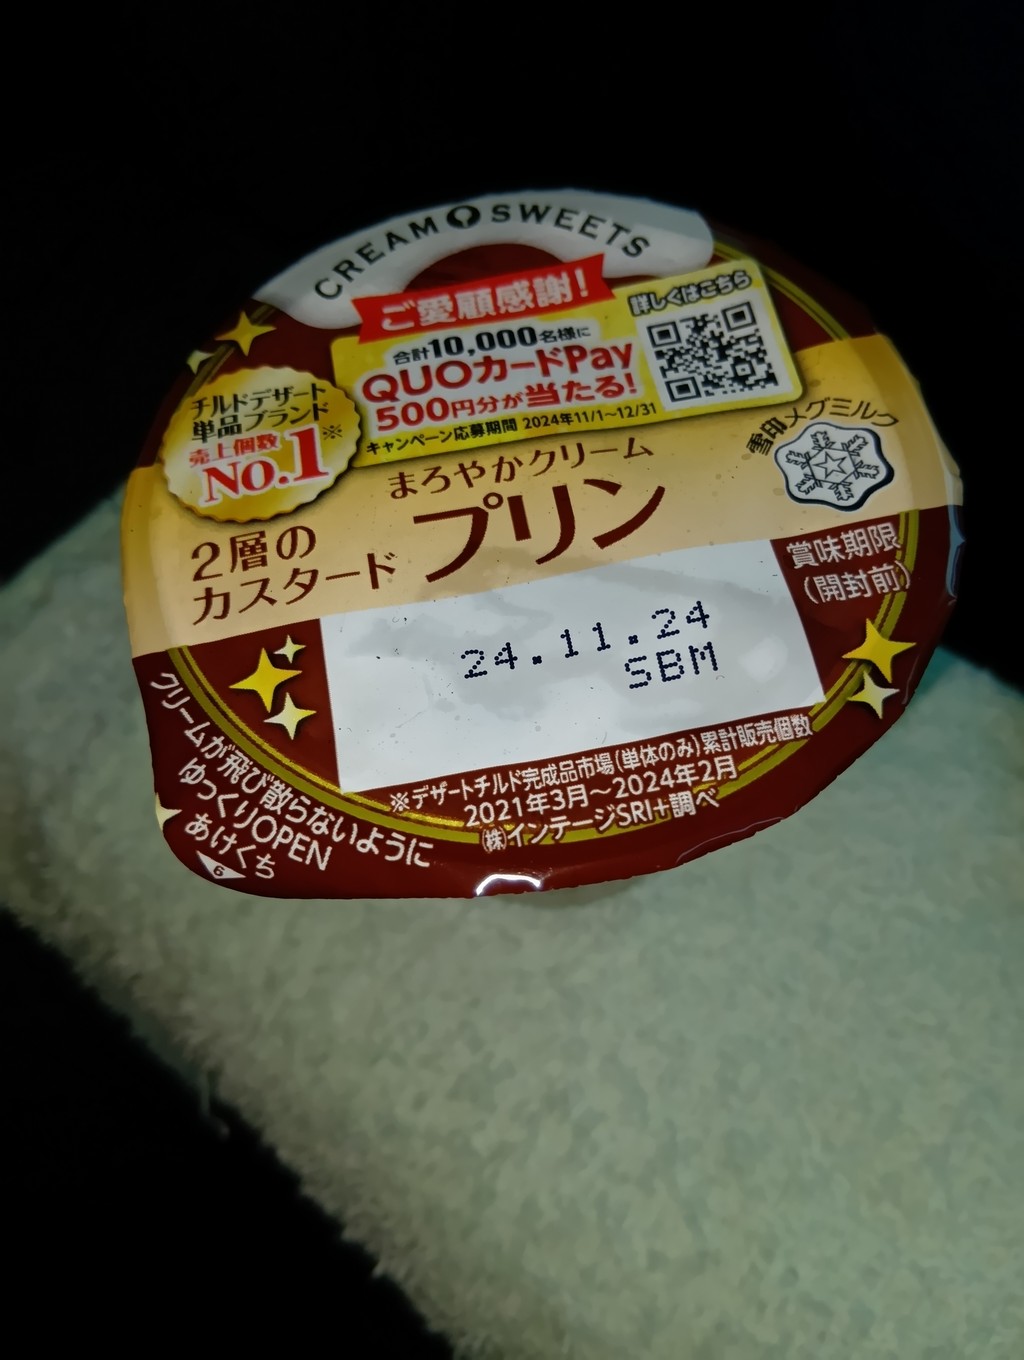 CREAM SWEETS
ご愛顧感謝!
詳しくはこちら
合計10,000名様に
QUOカードPay
500円分が当たる!
キャンペーン応募期間 2024年11/1~12/31
チルドデザート
単品ブランド
売上個数
No.1※
雪印メグミルク
まろやかクリーム
2層の
カスタード
プリン
賞味期限
(開封前)
24.11.24
SBM
※デザートチルド完成品市場(単体のみ)累計販売個数
2021年3月~2024年2月
㈱インテージSRI+調べ
クリームが飛び散らないように
ゆっくりOPEN
あけくち
6